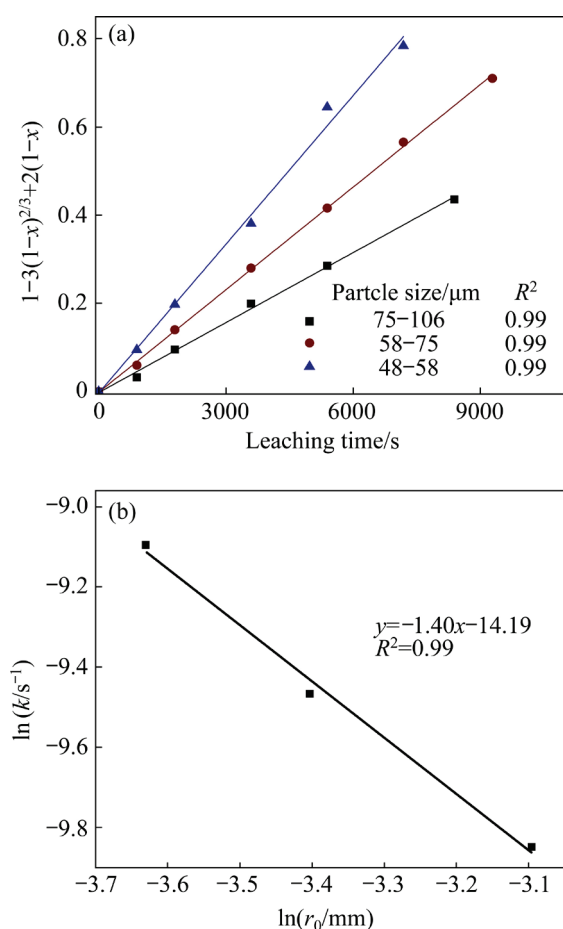 (a)
0.8
0.6
0.4
0.2
0
1−3(1−x)^{2/3}+2(1−x)
Partcle size/μm R²
75−106 0.99
58−75 0.99
48−58 0.99
0 3000 6000 9000
Leaching time/s
(b)
−9.0
−9.2
−9.4
−9.6
−9.8
ln(k/s⁻¹)
y=−1.40x−14.19
R²=0.99
−3.7 −3.6 −3.5 −3.4 −3.3 −3.2 −3.1
ln(r₀/mm)